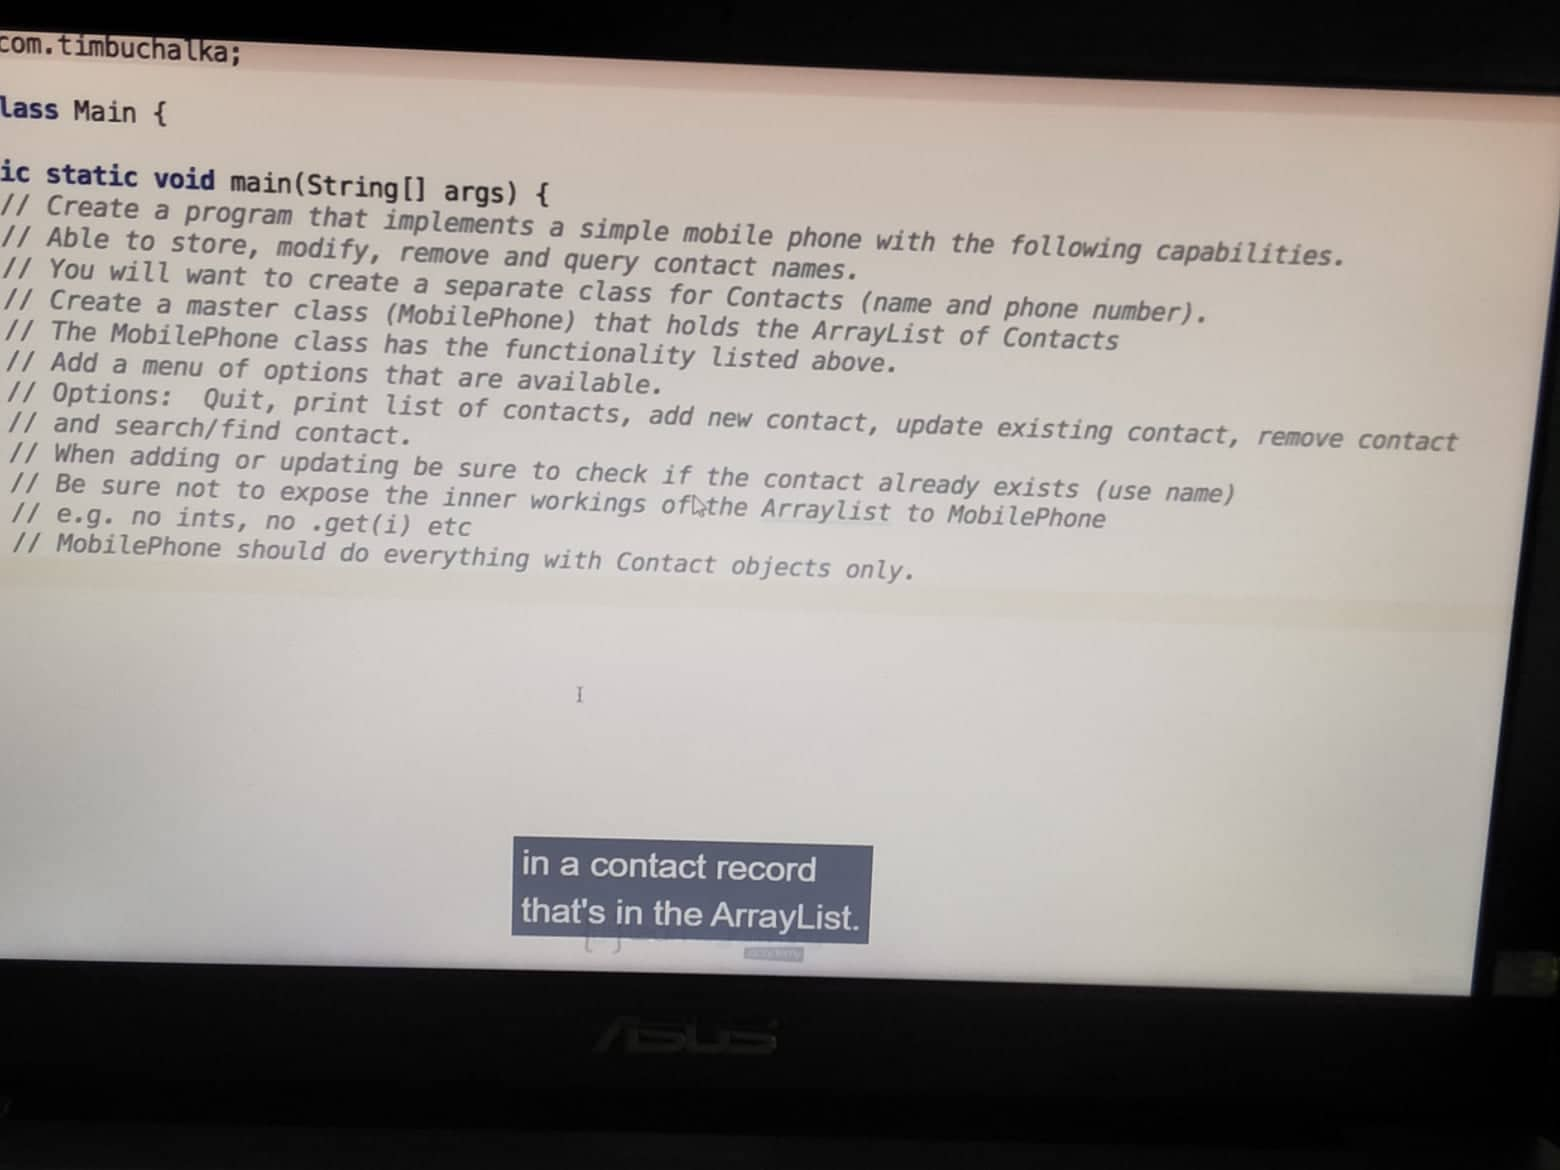 com.timbuchalka;
lass Main {
ic static void main(String[] args) {
// Create a program that implements a simple mobile phone with the following capabilities.
// Able to store, modify, remove and query contact names.
// You will want to create a separate class for Contacts (name and phone number).
// Create a master class (MobilePhone) that holds the ArrayList of Contacts
// The MobilePhone class has the functionality listed above.
// Add a menu of options that are available.
// Options:  Quit, print list of contacts, add new contact, update existing contact, remove contact
// and search/find contact.
// When adding or updating be sure to check if the contact already exists (use name)
// Be sure not to expose the inner workings of the Arraylist to MobilePhone
// e.g. no ints, no .get(i) etc
// MobilePhone should do everything with Contact objects only.
in a contact record
that's in the ArrayList.
academy
ASUS